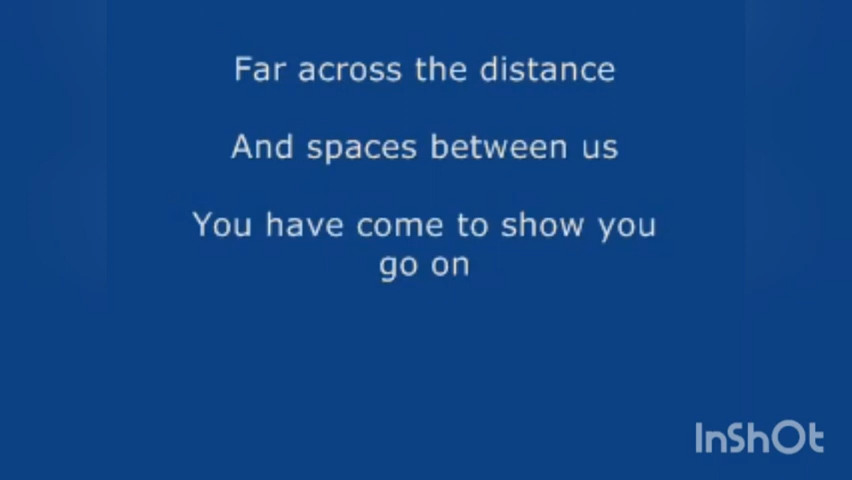 Far across the distance
And spaces between us
You have come to show you
go on
InShOt